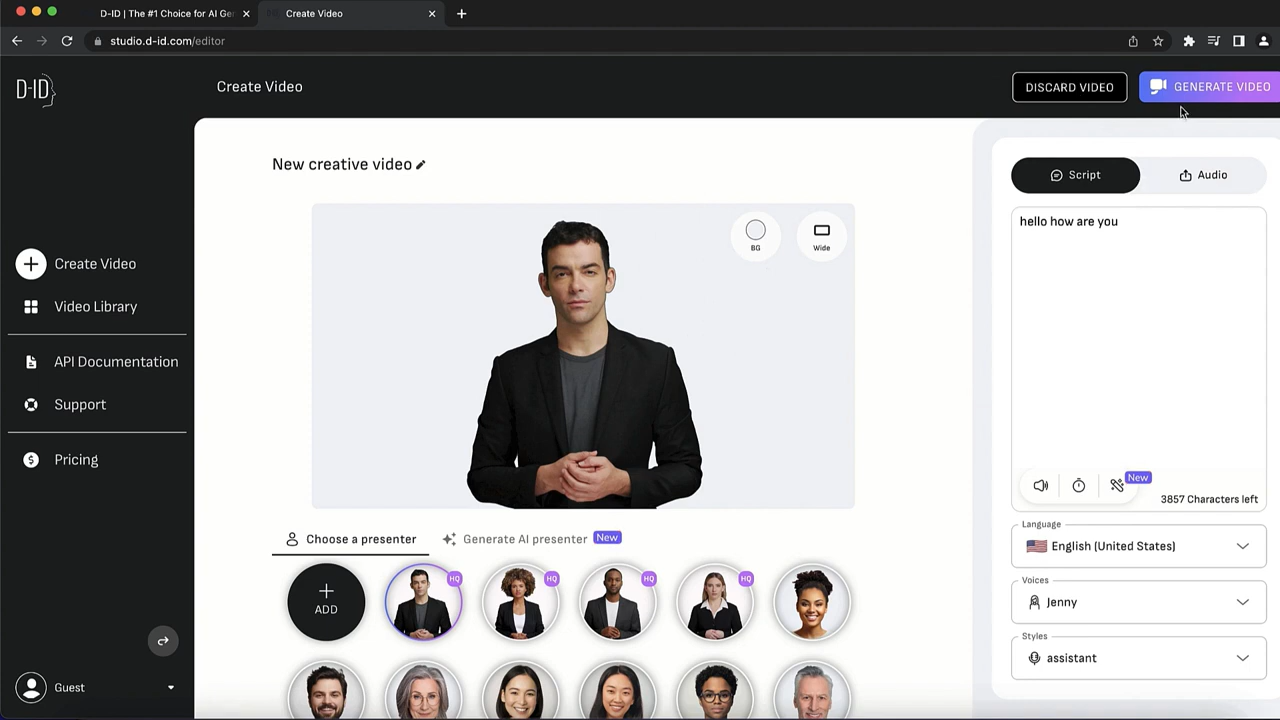 D-ID | The #1 Choice for AI Ger
Create Video
studio.d-id.com/editor
D-ID
Create Video
DISCARD VIDEO
GENERATE VIDEO
New creative video
Script
Audio
hello how are you
BG
Wide
Create Video
Video Library
API Documentation
Support
Pricing
New
3857 Characters left
Language
English (United States)
Choose a presenter
Generate AI presenter
New
Voices
Jenny
ADD
HQ
HQ
HQ
HQ
Styles
assistant
Guest